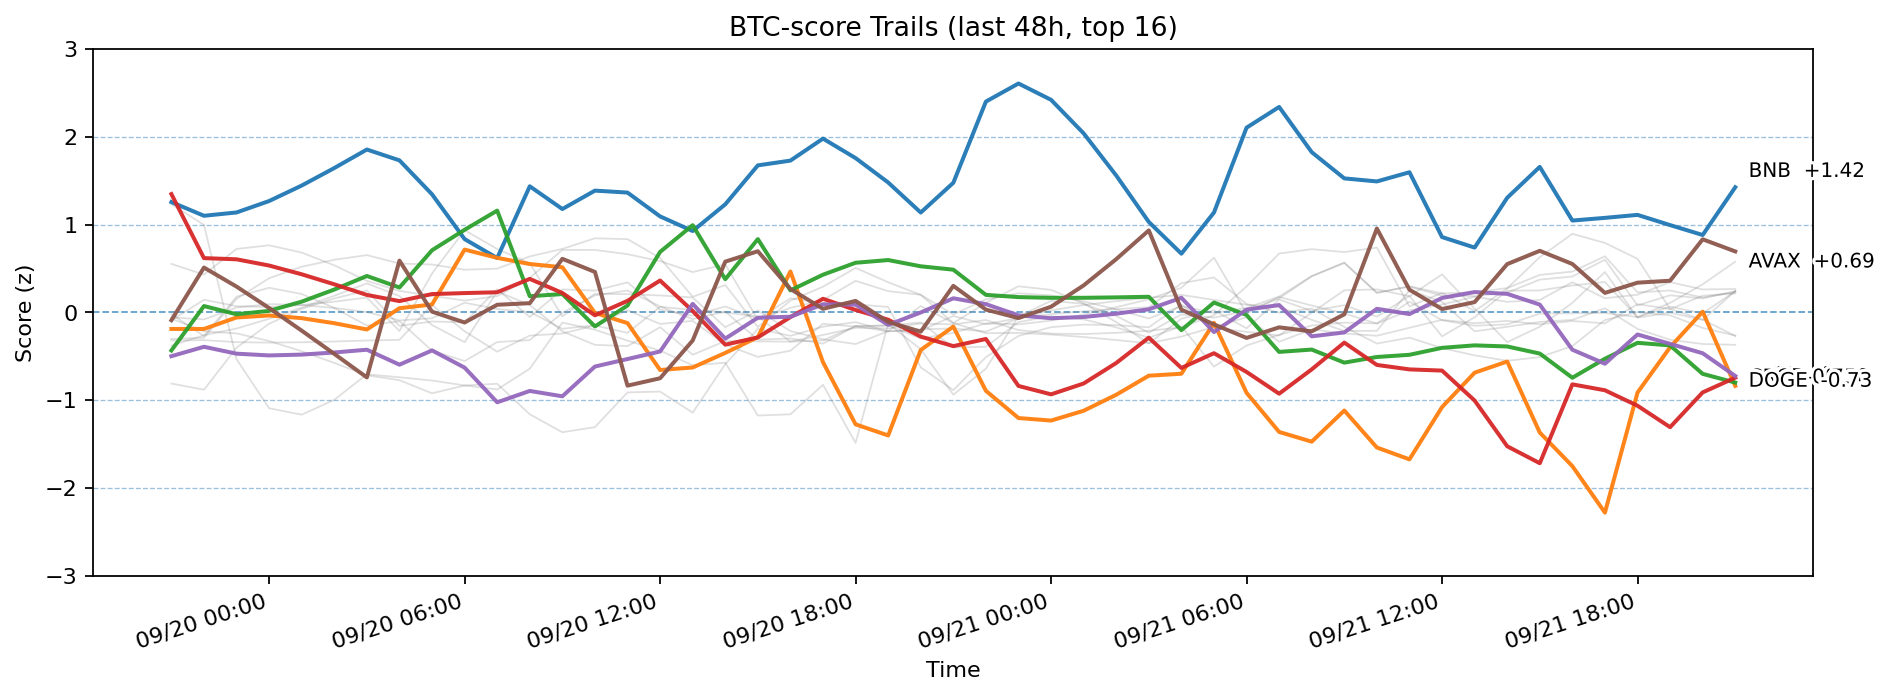 BTC-score Trails (last 48h, top 16)
Score (z)
3
2
1
0
−1
−2
−3
BNB +1.42
AVAX +0.69
DOGE −0.73
09/20 00:00
09/20 06:00
09/20 12:00
09/20 18:00
09/21 00:00
09/21 06:00
09/21 12:00
09/21 18:00
Time